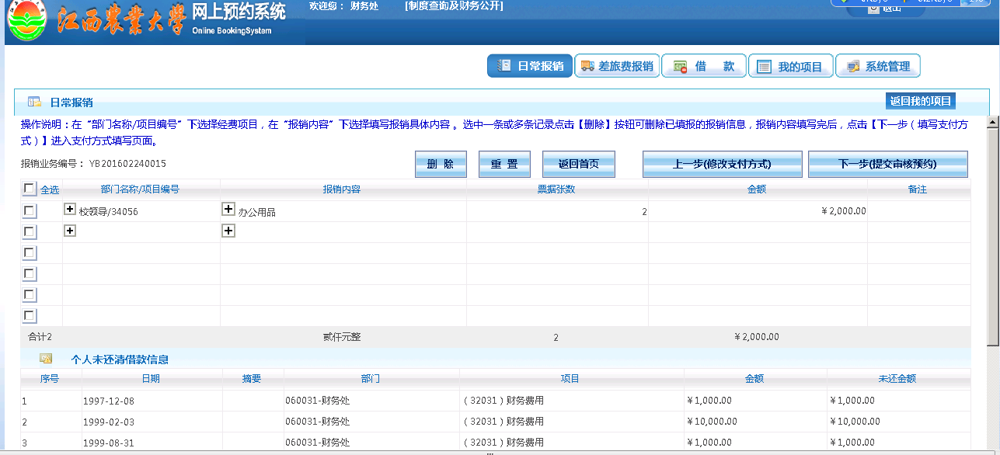 江西农业大学 网上预约系统 欢迎您： 财务处 [制度查询及财务公开]
Online BookingSystem
退出
日常报销 差旅费报销 借 款 我的项目 系统管理
日常报销 返回我的项目
操作说明：在“部门名称/项目编号”下选择经费项目，在“报销内容”下选择填写报销具体内容 。选中一条或多条记录点击【删除】按钮可删除已填报的报销信息，报销内容填写完后，点击【下一步（填写支付方
式）】进入支付方式填写页面。
报销业务编号： YB201602240015 删 除 重 置 返回首页 上一步(修改支付方式) 下一步(提交审核预约)
全选 部门名称/项目编号 报销内容 票据张数 金额 备注
校领导/34056 办公用品 2 ¥2,000.00
合计2 贰仟元整 2 ¥2,000.00
个人未还清借款信息
序号 日期 摘要 部门 项目 金额 未还金额
1 1997-12-08 060031-财务处 （32031）财务费用 ¥1,000.00 ¥1,000.00
2 1999-02-03 060031-财务处 （32031）财务费用 ¥10,000.00 ¥10,000.00
3 1999-08-31 060031-财务处 （32031）财务费用 ¥1,000.00 ¥1,000.00